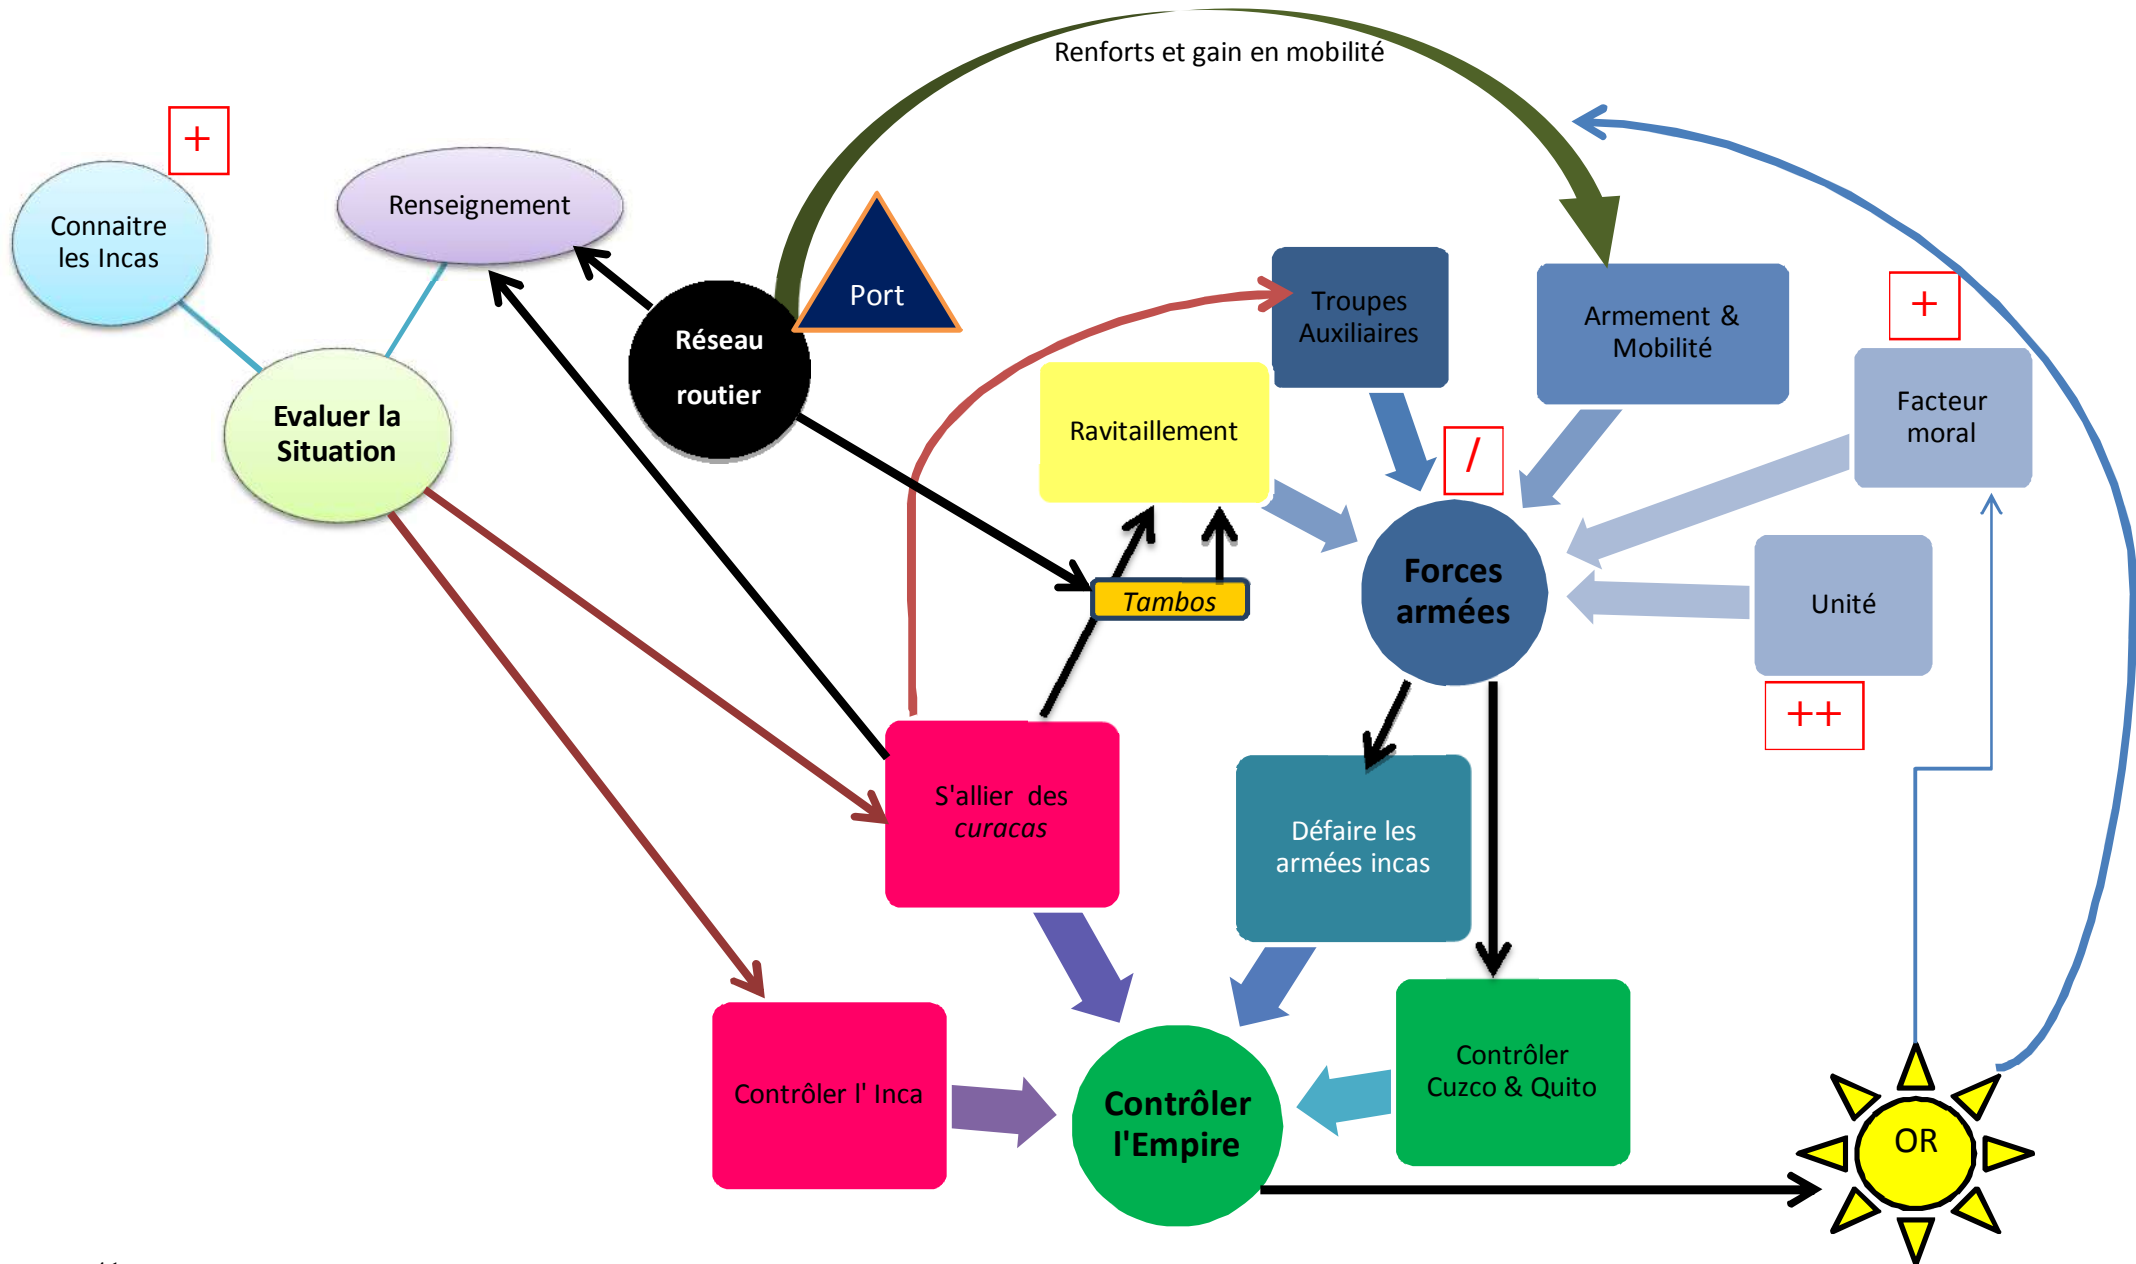 Renforts et gain en mobilité
+
Connaitre
les Incas
Renseignement
Port
Réseau
routier
Troupes
Auxiliaires
Armement &
Mobilité
+
Facteur
moral
Evaluer la
Situation
Ravitaillement
/
Forces
armées
Tambos
Unité
++
S'allier des
curacas
Défaire les
armées incas
Contrôler l' Inca
Contrôler
l'Empire
Contrôler
Cuzco & Quito
OR